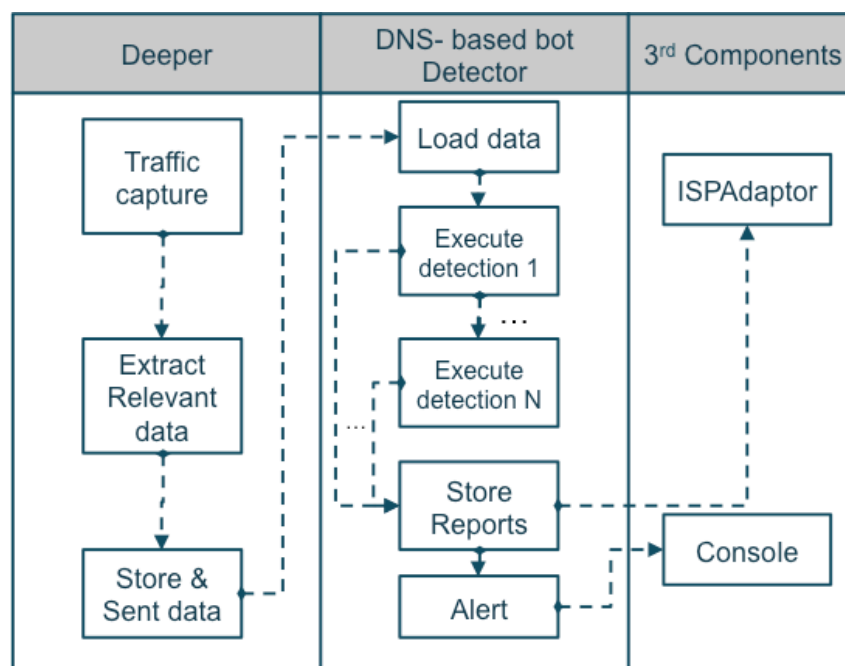 Deeper
DNS- based bot
Detector
3rd Components
Traffic
capture
Extract
Relevant
data
Store &
Sent data
Load data
Execute
detection 1
...
Execute
detection N
...
Store
Reports
Alert
ISPAdaptor
Console